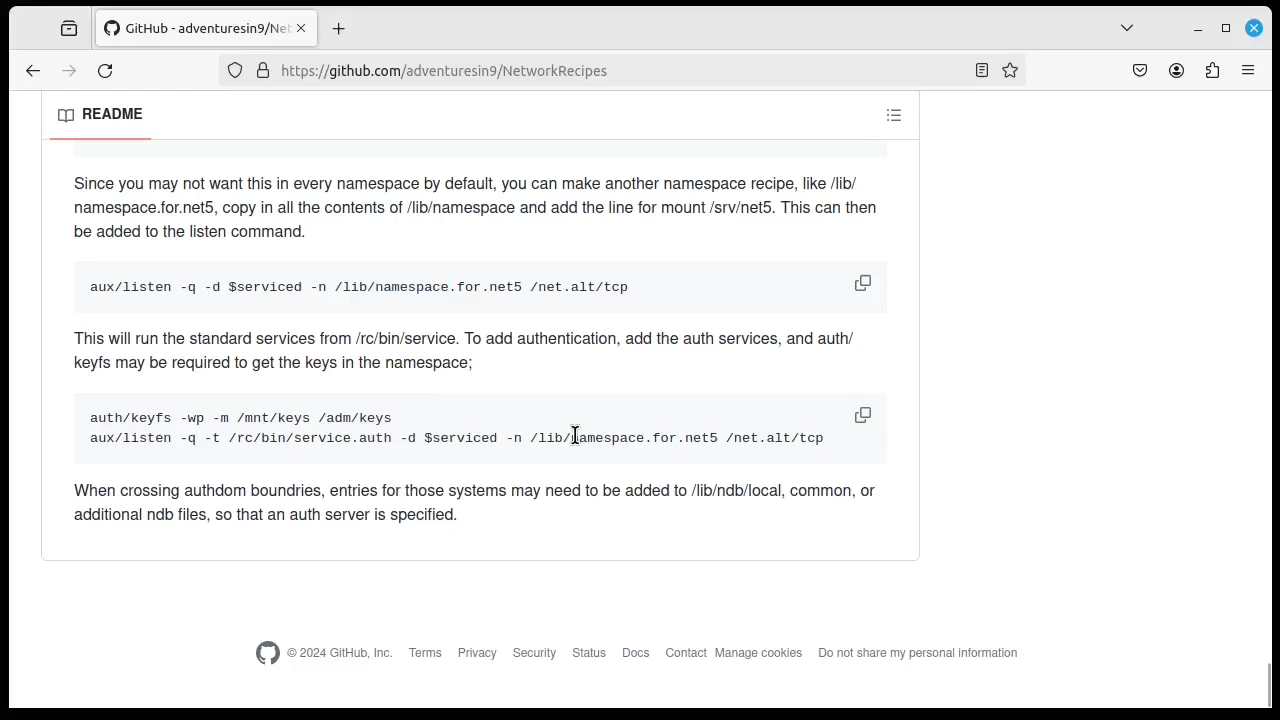 GitHub - adventuresin9/Net
https://github.com/adventuresin9/NetworkRecipes
README
Since you may not want this in every namespace by default, you can make another namespace recipe, like /lib/
namespace.for.net5, copy in all the contents of /lib/namespace and add the line for mount /srv/net5. This can then
be added to the listen command.
aux/listen -q -d $serviced -n /lib/namespace.for.net5 /net.alt/tcp
This will run the standard services from /rc/bin/service. To add authentication, add the auth services, and auth/
keyfs may be required to get the keys in the namespace;
auth/keyfs -wp -m /mnt/keys /adm/keys
aux/listen -q -t /rc/bin/service.auth -d $serviced -n /lib/namespace.for.net5 /net.alt/tcp
When crossing authdom boundries, entries for those systems may need to be added to /lib/ndb/local, common, or
additional ndb files, so that an auth server is specified.
© 2024 GitHub, Inc. Terms Privacy Security Status Docs Contact Manage cookies Do not share my personal information